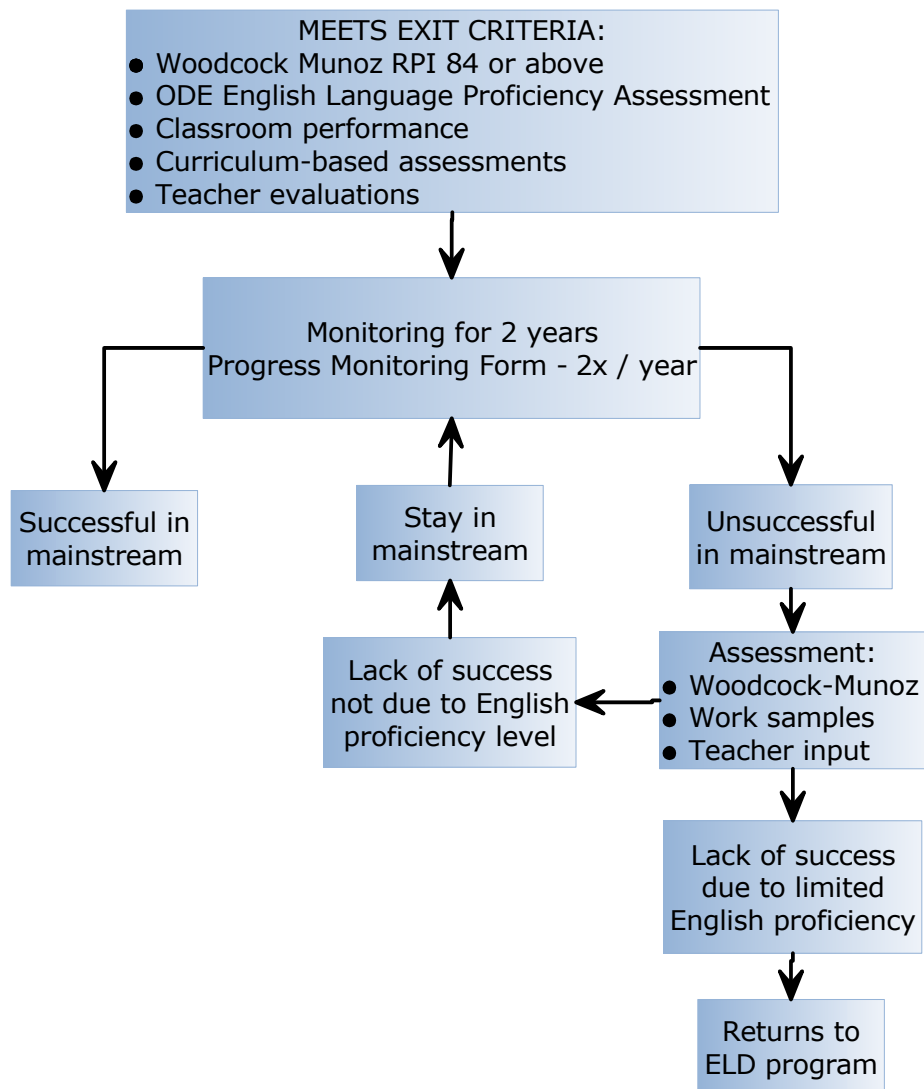 MEETS EXIT CRITERIA:
● Woodcock Munoz RPI 84 or above
● ODE English Language Proficiency Assessment
● Classroom performance
● Curriculum-based assessments
● Teacher evaluations
Monitoring for 2 years
Progress Monitoring Form - 2x / year
Successful in
mainstream
Stay in
mainstream
Unsuccessful
in mainstream
Lack of success
not due to English
proficiency level
Assessment:
● Woodcock-Munoz
● Work samples
● Teacher input
Lack of success
due to limited
English proficiency
Returns to
ELD program